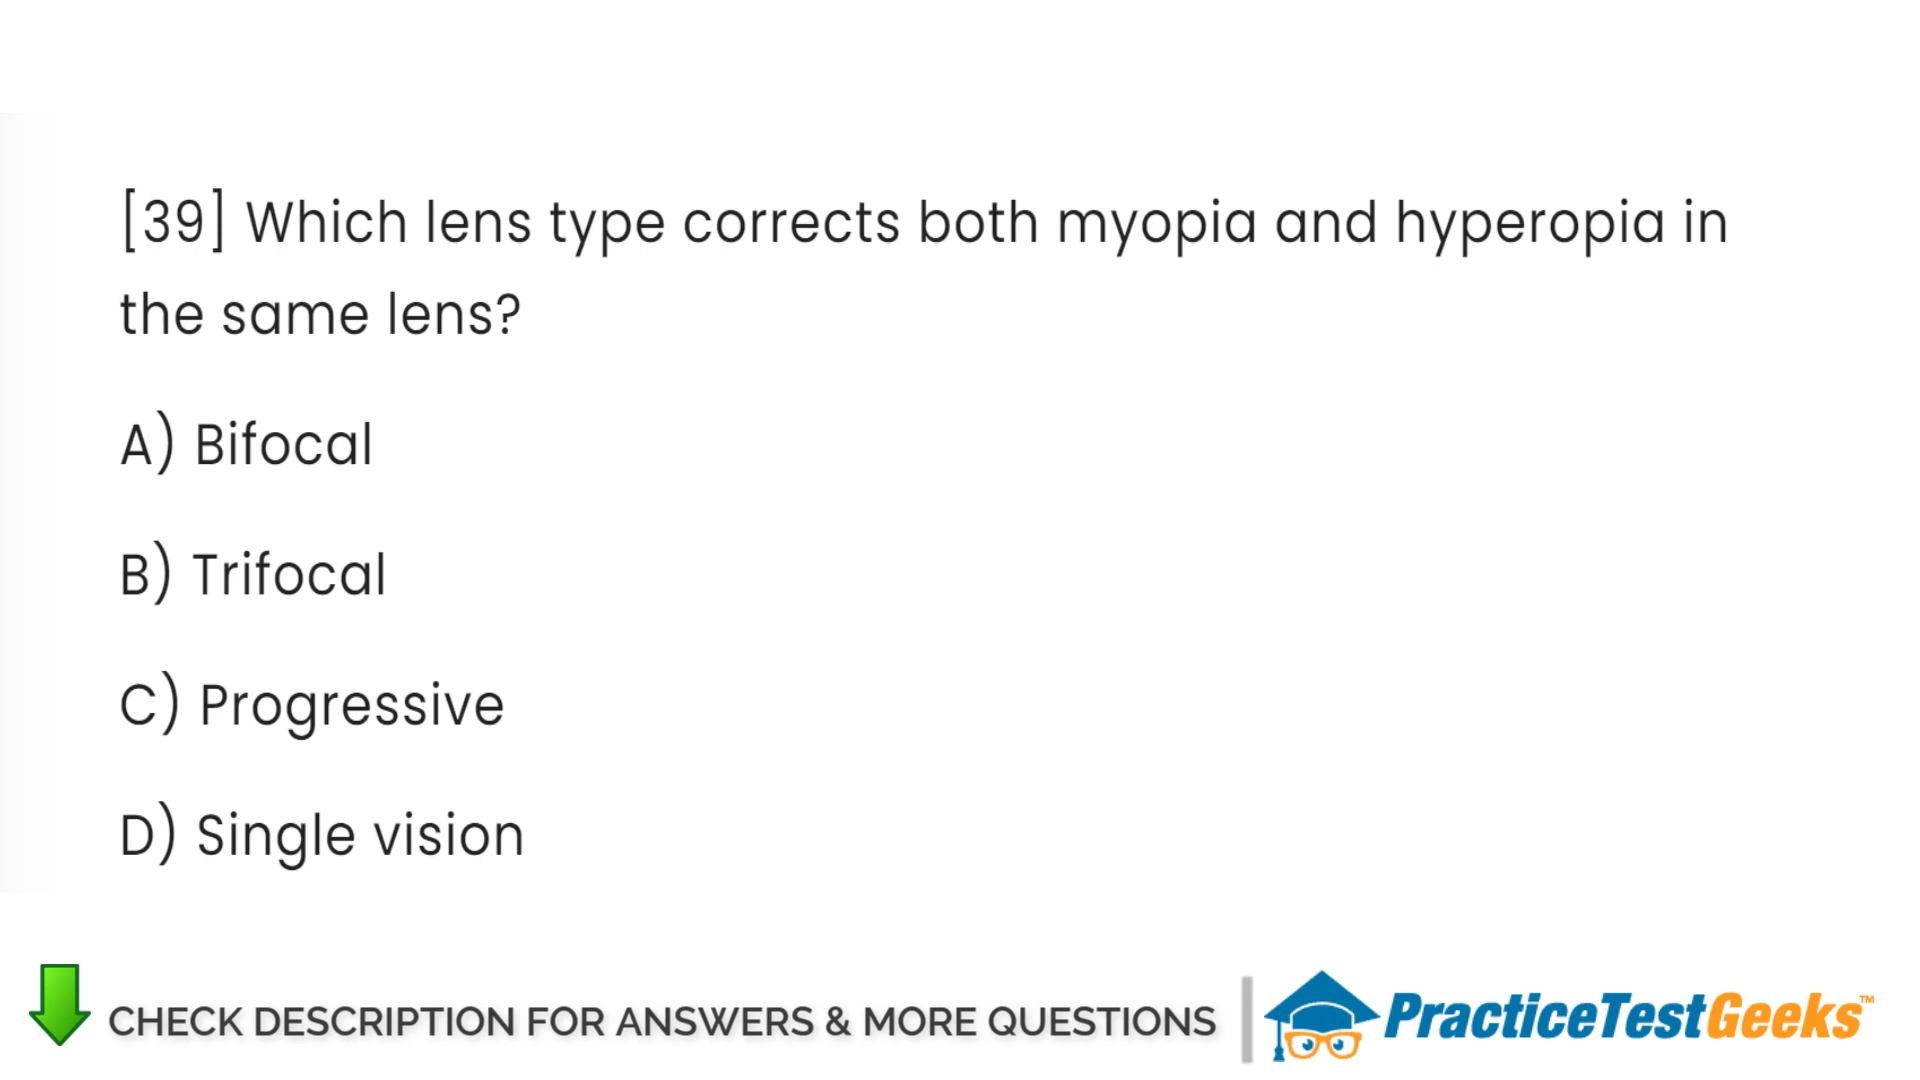 [39] Which lens type corrects both myopia and hyperopia in
the same lens?
A) Bifocal
B) Trifocal
C) Progressive
D) Single vision
CHECK DESCRIPTION FOR ANSWERS & MORE QUESTIONS
PracticeTestGeeks™